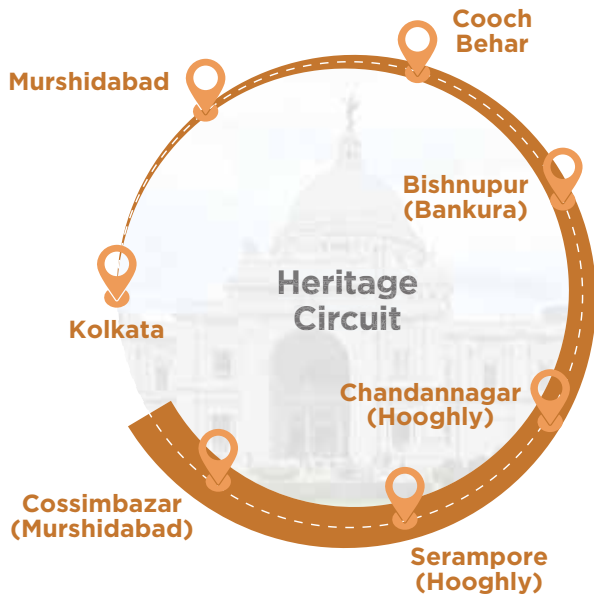 Cooch
Behar
Murshidabad
Bishnupur
(Bankura)
Heritage
Circuit
Kolkata
Chandannagar
(Hooghly)
Cossimbazar
(Murshidabad)
Serampore
(Hooghly)